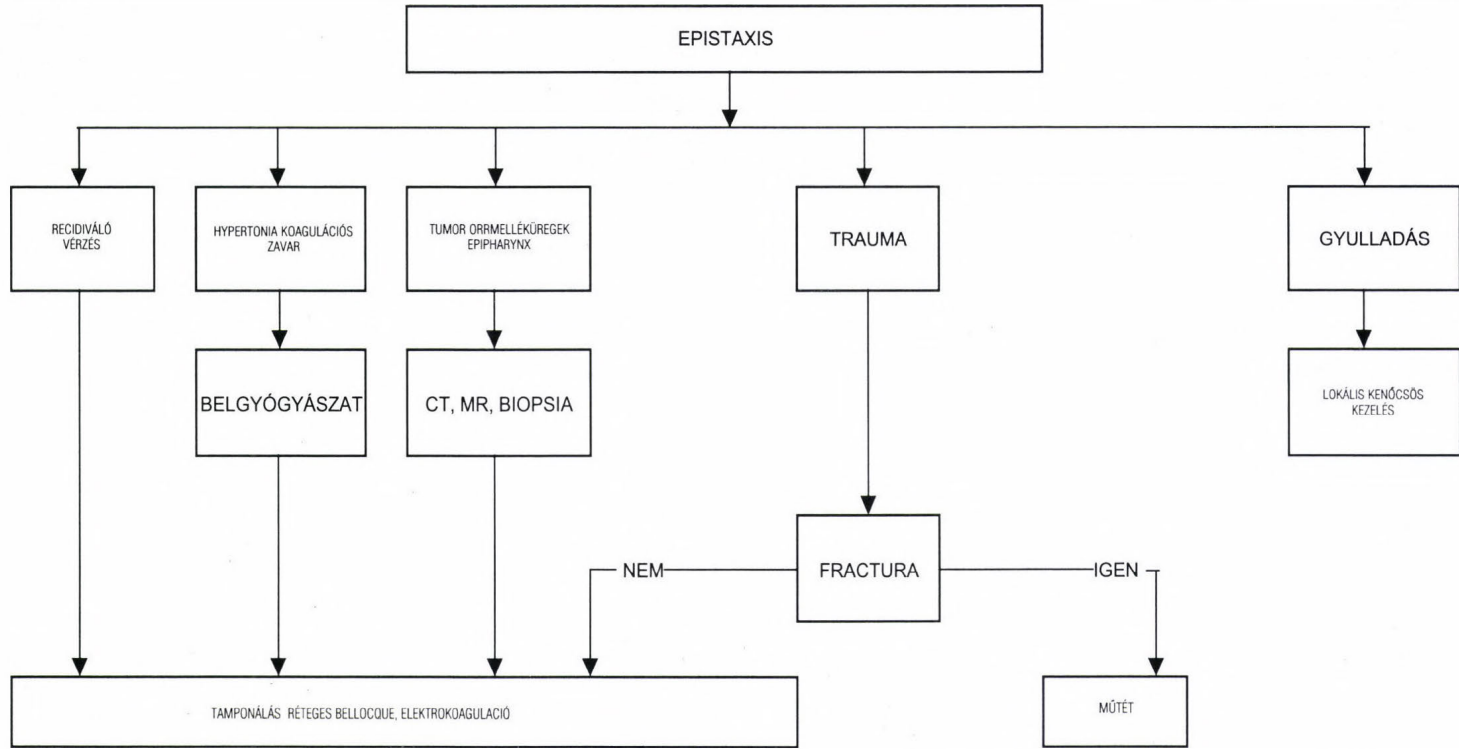 EPISTAXIS
RECIDIVÁLÓ
VÉRZÉS
HYPERTONIA KOAGULÁCIÓS
ZAVAR
TUMOR ORRMELLÉKÜREGEK
EPIPHARYNX
TRAUMA
GYULLADÁS
BELGYÓGYÁSZAT
CT, MR, BIOPSIA
LOKÁLIS KENŐCSÖS
KEZELÉS
NEM
FRACTURA
IGEN
TAMPONÁLÁS RÉTEGES BELLOCQUE, ELEKTROKOAGULACIÓ
MŰTÉT